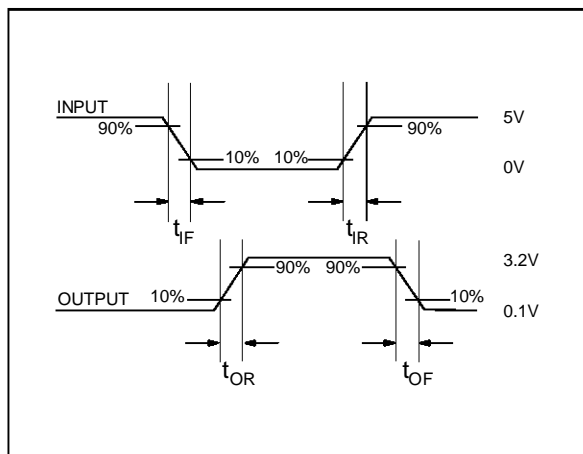 INPUT
5V
90%
90%
10%
10%
0V
tIF
tIR
3.2V
90%
90%
OUTPUT
10%
10%
0.1V
tOR
tOF